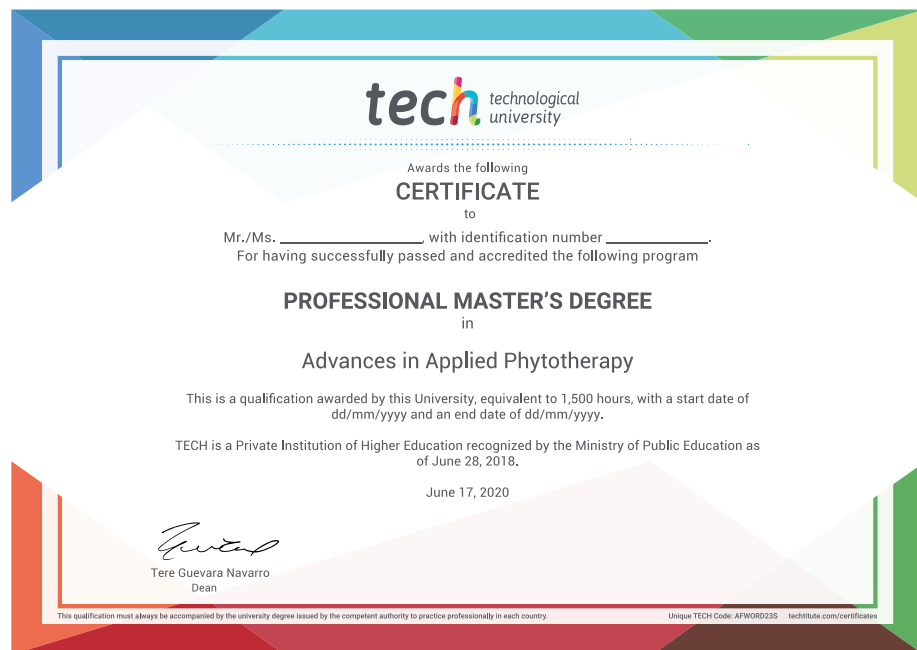 tech technological
university
Awards the following
CERTIFICATE
to
Mr./Ms. ____________, with identification number ____________.
For having successfully passed and accredited the following program
PROFESSIONAL MASTER'S DEGREE
in
Advances in Applied Phytotherapy
This is a qualification awarded by this University, equivalent to 1,500 hours, with a start date of
dd/mm/yyyy and an end date of dd/mm/yyyy.
TECH is a Private Institution of Higher Education recognized by the Ministry of Public Education as
of June 28, 2018.
June 17, 2020
Tere Guevara Navarro
Dean
This qualification must always be accompanied by the university degree issued by the competent authority to practice professionally in each country. Unique TECH Code: AFWORD23S techtitute.com/certificates